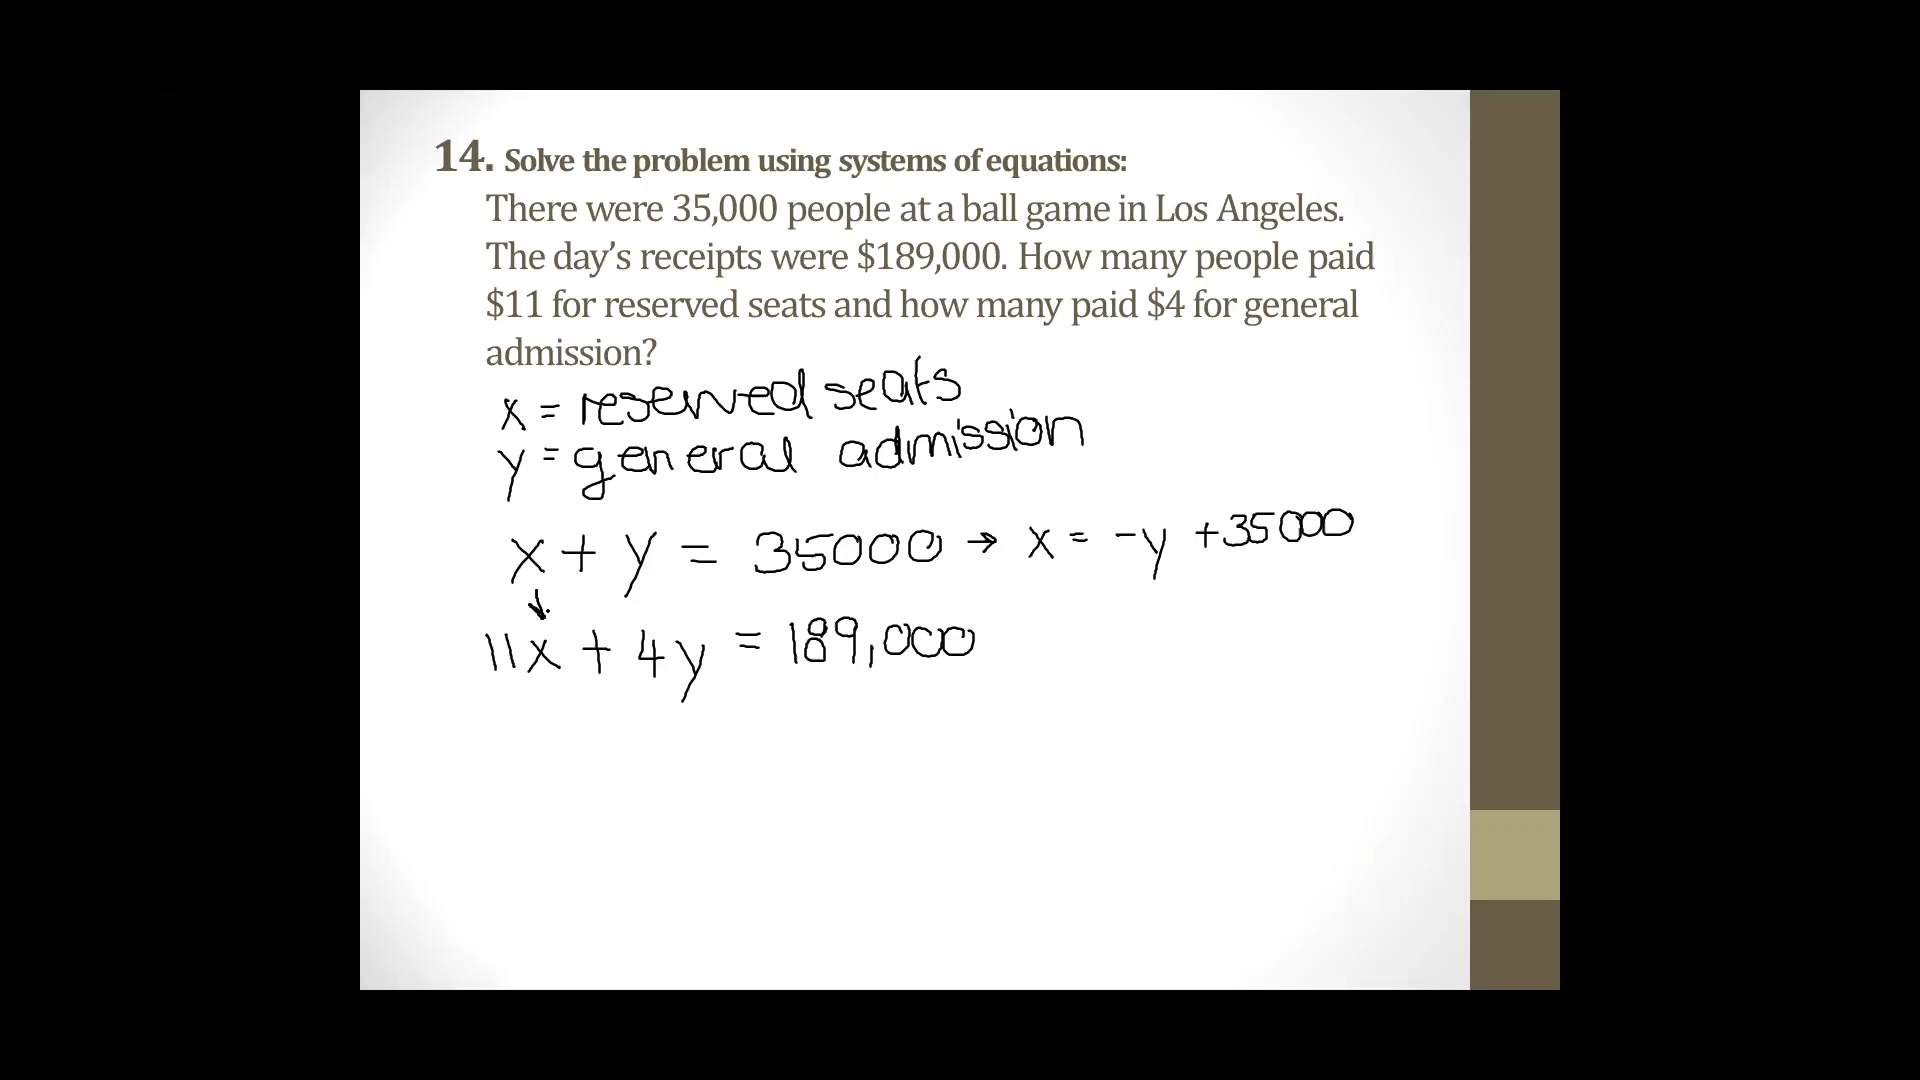 14. Solve the problem using systems of equations:
There were 35,000 people at a ball game in Los Angeles.
The day’s receipts were $189,000. How many people paid
$11 for reserved seats and how many paid $4 for general
admission?
x = reserved seats
y = general admission
x + y = 35000 → x = -y + 35000
11x + 4y = 189,000